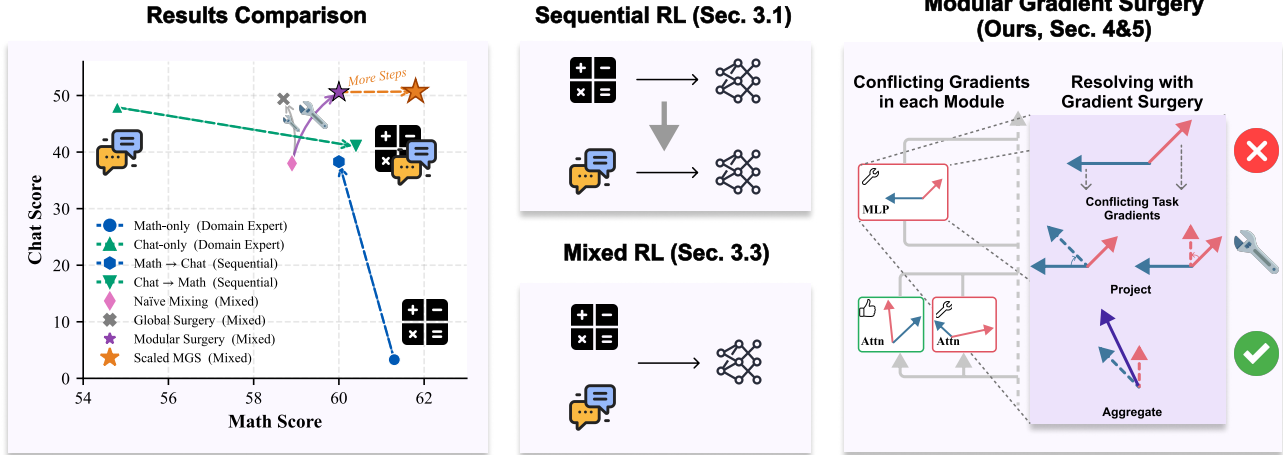 Results Comparison
Chat Score
50
40
30
20
10
0
54
56
58
60
62
Math Score
More Steps
Math-only (Domain Expert)
Chat-only (Domain Expert)
Math → Chat (Sequential)
Chat → Math (Sequential)
Naïve Mixing (Mixed)
Global Surgery (Mixed)
Modular Surgery (Mixed)
Scaled MGS (Mixed)
Sequential RL (Sec. 3.1)
Mixed RL (Sec. 3.3)
Modular Gradient Surgery
(Ours, Sec. 4&5)
Conflicting Gradients
in each Module
MLP
Attn
Attn
Resolving with
Gradient Surgery
Conflicting Task
Gradients
Project
Aggregate